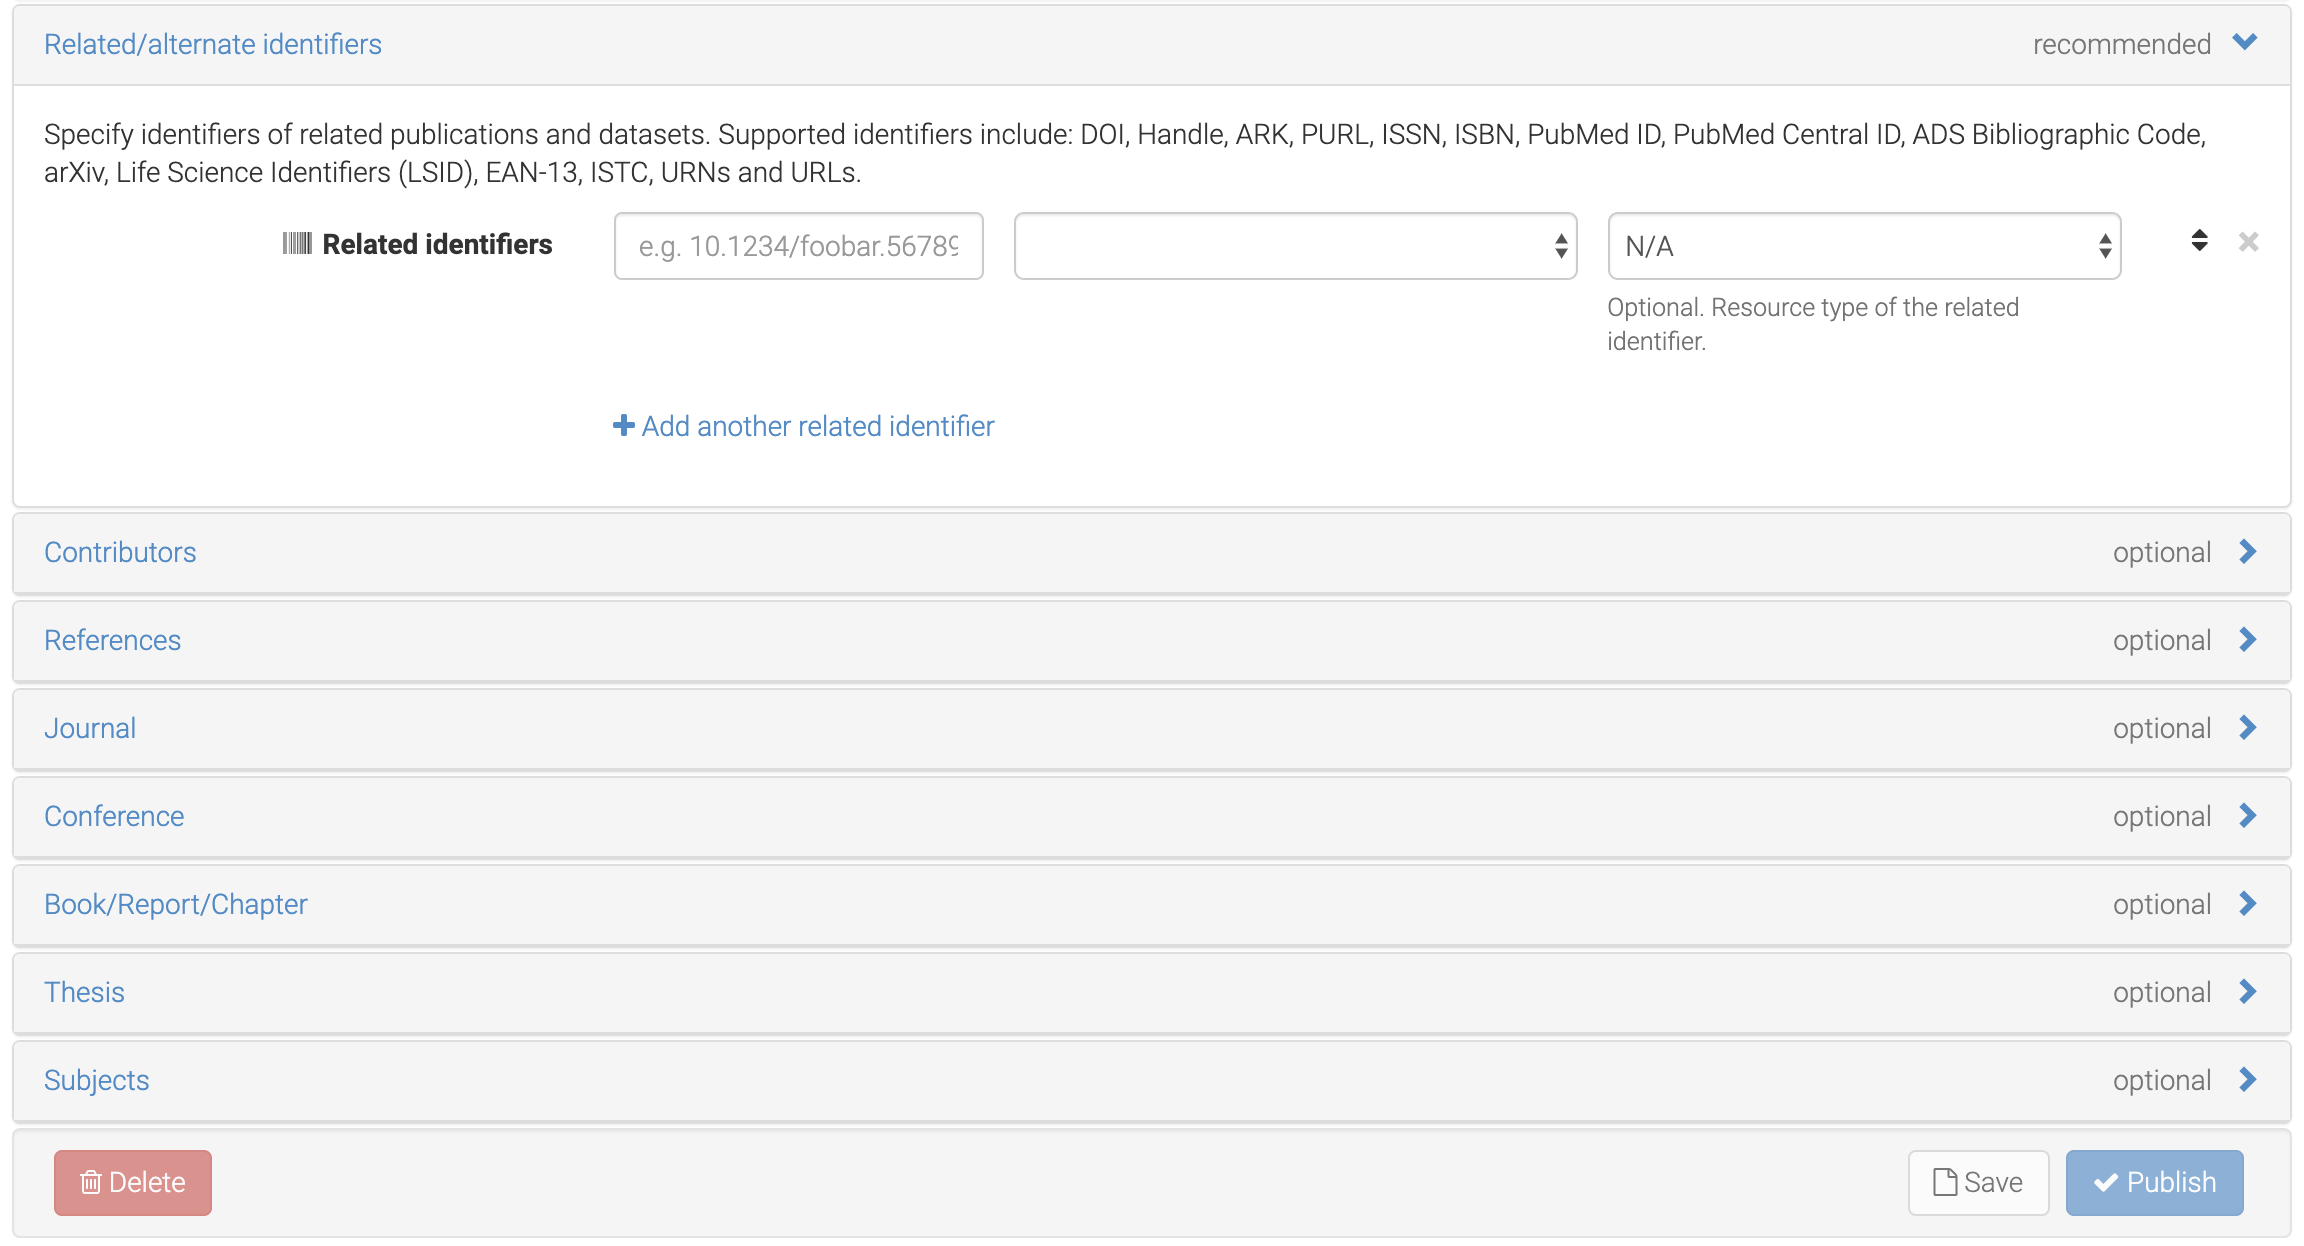 Related/alternate identifiers recommended
Specify identifiers of related publications and datasets. Supported identifiers include: DOI, Handle, ARK, PURL, ISSN, ISBN, PubMed ID, PubMed Central ID, ADS Bibliographic Code,
arXiv, Life Science Identifiers (LSID), EAN-13, ISTC, URNs and URLs.
Related identifiers e.g. 10.1234/foobar.56789 N/A
Optional. Resource type of the related
identifier.
Add another related identifier
Contributors optional
References optional
Journal optional
Conference optional
Book/Report/Chapter optional
Thesis optional
Subjects optional
Delete Save Publish